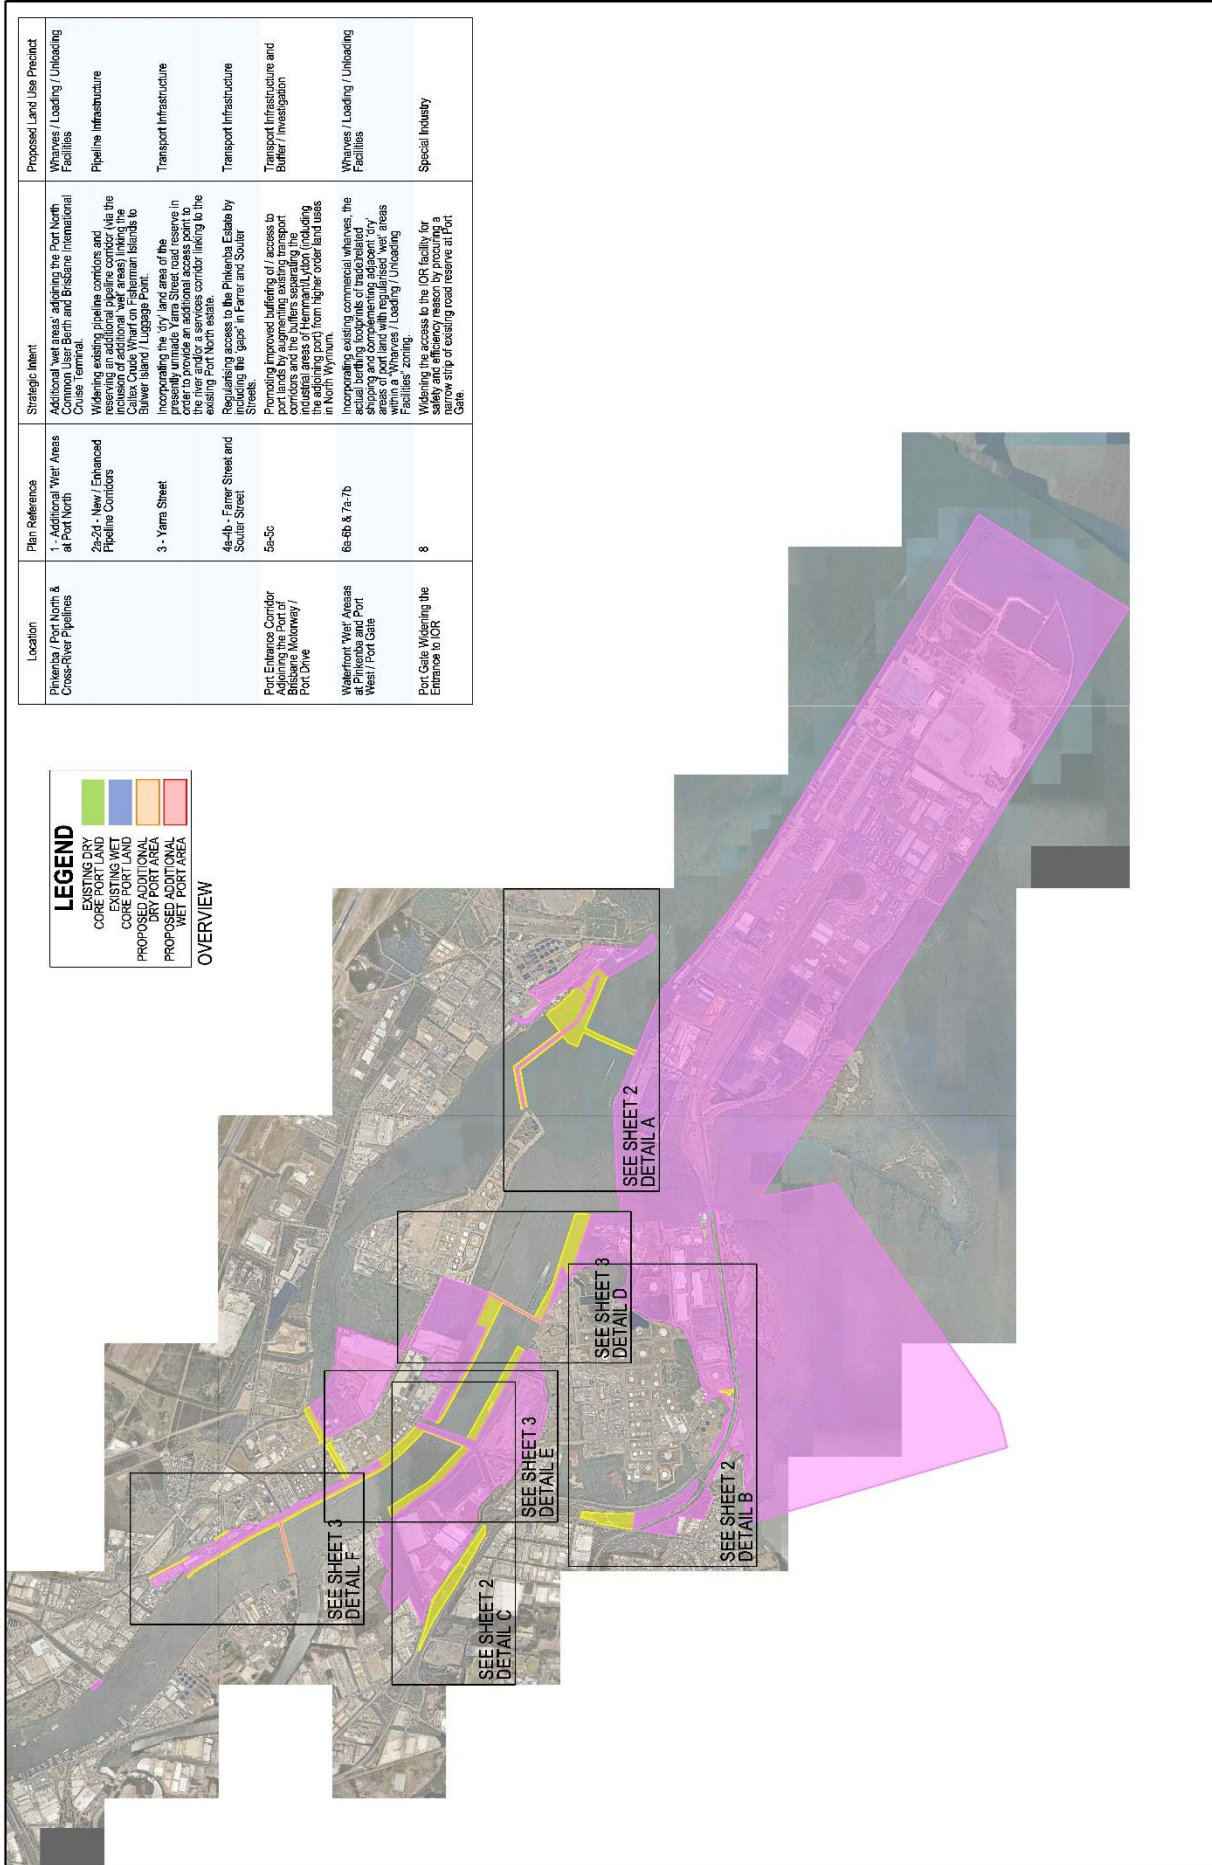 Location
Plan Reference
Strategic Intent
Proposed Land Use Precinct
Pinkenba / Port North &
Cross-River Pipelines
1 - Additional 'Wet' Areas
at Port North
Additional 'wet areas' adjoining the Port North
Common User Berth and Brisbane International
Cruise Terminal.
Wharves / Loading / Unloading
Facilities
2a-2d - New / Enhanced
Pipeline Corridors
Widening existing pipeline corridors and
reserving an additional pipeline corridor (via the
inclusion of additional 'wet' areas) linking the
Caltex Crude Wharf on Fisherman Islands to
Bulwer Island / Luggage Point.
Pipeline Infrastructure
3 - Yarra Street
Incorporating the 'dry' land area of the
presently unmade Yarra Street road reserve in
order to provide an additional access point to
the river and/or a services corridor linking to the
existing Port North estate.
Transport Infrastructure
4a-4b - Farrer Street and
Souter Street
Regularising access to the Pinkenba Estate by
including the 'gaps' in Farrer and Souter
Streets.
Transport Infrastructure
Port Entrance Corridor
Adjoining the Port of
Brisbane Motorway /
Port Drive
5a-5c
Promoting improved buffering of / access to
port lands by augmenting existing transport
corridors and the buffers separating the
industrial areas of Hemmant/Lytton (including
the adjoining port) from higher order land uses
in North Wynnum.
Transport Infrastructure and
Buffer / Investigation
Waterfront 'Wet' Areaas
at Pinkenba and Port
West / Port Gate
6a-6b & 7a-7b
Incorporating existing commercial wharves, the
actual berthing footprints of trade related
shipping and complementing adjacent 'dry'
areas of port land with regularised 'wet' areas
within a "Wharves / Loading / Unloading
Facilities" zoning.
Wharves / Loading / Unloading
Facilities
Port Gate Widening the
Entrance to IOR
8
Widening the access to the IOR facility for
safety and efficiency reason by procuring a
narrow strip of existing road reserve at Port
Gate.
Special Industry
LEGEND
EXISTING DRY
CORE PORT LAND
EXISTING WET
CORE PORT LAND
PROPOSED ADDITIONAL
DRY PORT AREA
PROPOSED ADDITIONAL
WET PORT AREA
OVERVIEW
SEE SHEET 3
DETAIL F
SEE SHEET 2
DETAIL C
SEE SHEET 3
DETAIL E
SEE SHEET 3
DETAIL D
SEE SHEET 2
DETAIL A
SEE SHEET 2
DETAIL B